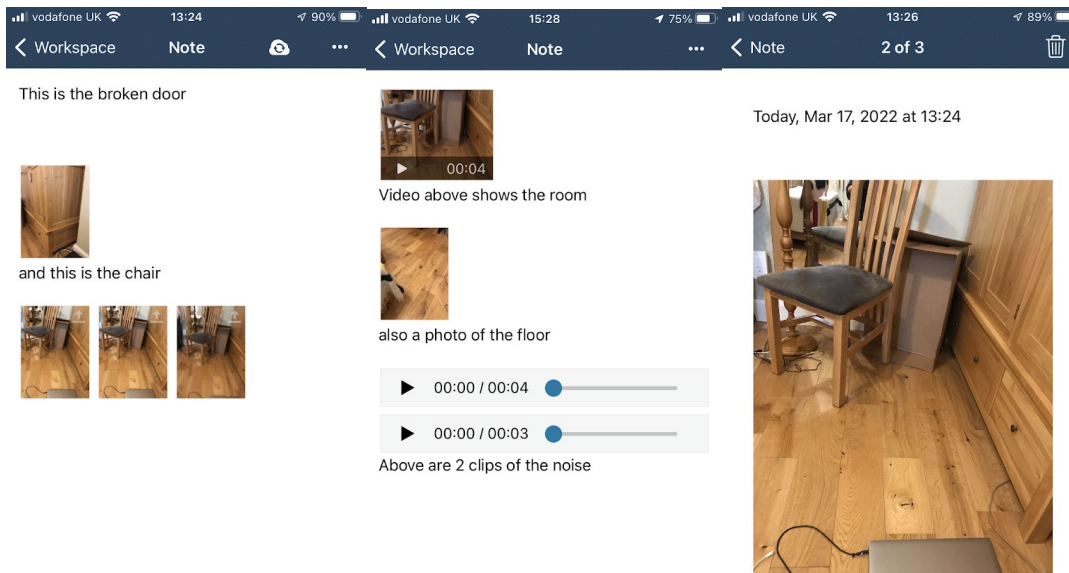 vodafone UK 13:24 90%
Workspace Note
This is the broken door
and this is the chair
vodafone UK 15:28 75%
Workspace Note
00:04
Video above shows the room
also a photo of the floor
00:00 / 00:04
00:00 / 00:03
Above are 2 clips of the noise
vodafone UK 13:26 89%
Note 2 of 3
Today, Mar 17, 2022 at 13:24